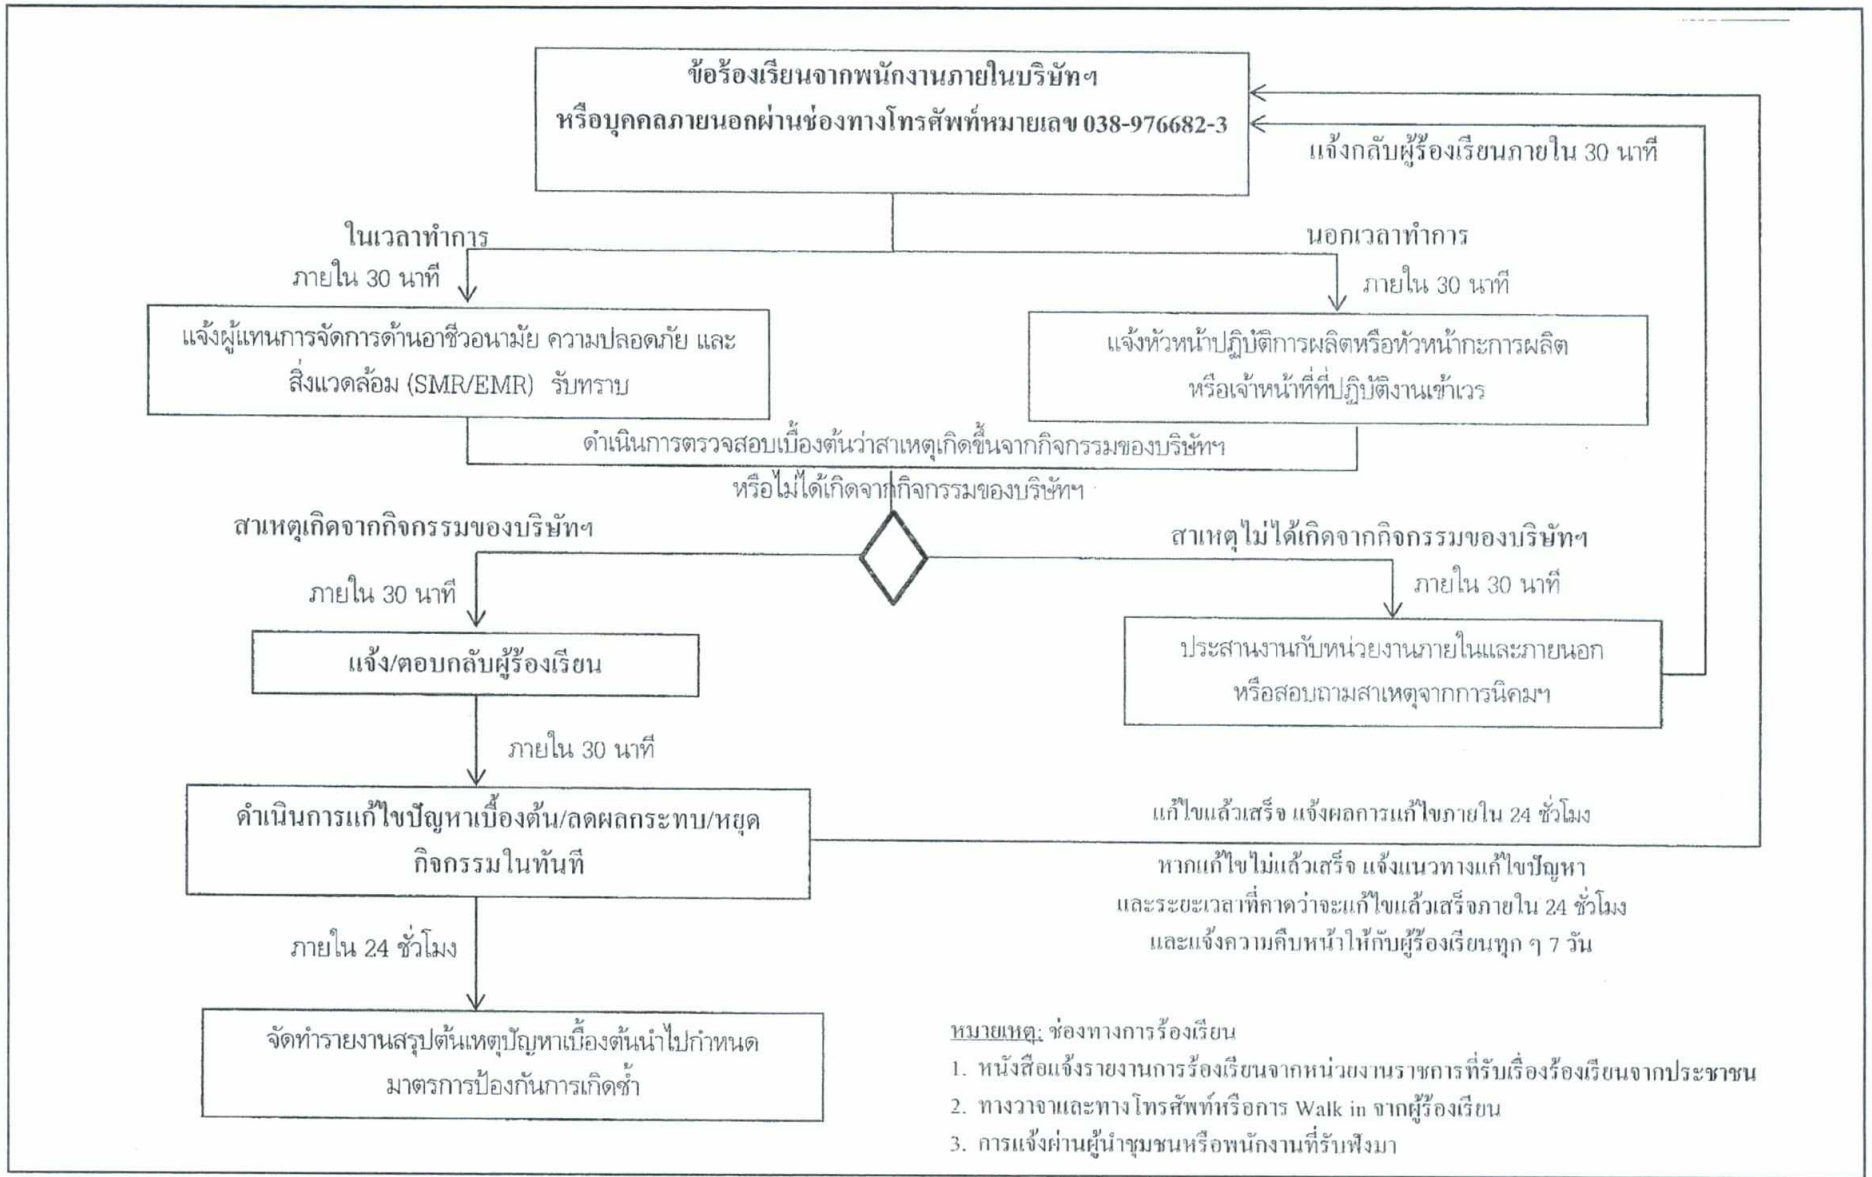 ข้อร้องเรียนจากพนักงานภายในบริษัทฯ
หรือบุคคลภายนอกผ่านช่องทางโทรศัพท์หมายเลข 038-976682-3
แจ้งกลับผู้ร้องเรียนภายใน 30 นาที
ในเวลาทำการ
นอกเวลาทำการ
ภายใน 30 นาที
ภายใน 30 นาที
แจ้งผู้แทนการจัดการด้านอาชีวอนามัย ความปลอดภัย และ
สิ่งแวดล้อม (SMR/EMR) รับทราบ
แจ้งหัวหน้าปฏิบัติการผลิตหรือหัวหน้ากะการผลิต
หรือเจ้าหน้าที่ที่ปฏิบัติงานเข้าเวร
ดำเนินการตรวจสอบเบื้องต้นว่าสาเหตุเกิดขึ้นจากกิจกรรมของบริษัทฯ
หรือไม่ได้เกิดจากกิจกรรมของบริษัทฯ
สาเหตุเกิดจากกิจกรรมของบริษัทฯ
สาเหตุไม่ได้เกิดจากกิจกรรมของบริษัทฯ
ภายใน 30 นาที
ภายใน 30 นาที
แจ้ง/ตอบกลับผู้ร้องเรียน
ประสานงานกับหน่วยงานภายในและภายนอก
หรือสอบถามสาเหตุจากการนิคมฯ
ภายใน 30 นาที
ดำเนินการแก้ไขปัญหาเบื้องต้น/ลดผลกระทบ/หยุด
กิจกรรมในทันที
แก้ไขแล้วเสร็จ แจ้งผลการแก้ไขภายใน 24 ชั่วโมง
หากแก้ไขไม่แล้วเสร็จ แจ้งแนวทางแก้ไขปัญหา
และระยะเวลาที่คาดว่าจะแก้ไขแล้วเสร็จภายใน 24 ชั่วโมง
และแจ้งความคืบหน้าให้กับผู้ร้องเรียนทุก ๆ 7 วัน
ภายใน 24 ชั่วโมง
จัดทำรายงานสรุปต้นเหตุปัญหาเบื้องต้นนำไปกำหนด
มาตรการป้องกันการเกิดซ้ำ
หมายเหตุ: ช่องทางการร้องเรียน
1. หนังสือแจ้งรายงานการร้องเรียนจากหน่วยงานราชการที่รับเรื่องร้องเรียนจากประชาชน
2. ทางวาจาและทางโทรศัพท์หรือการ Walk in จากผู้ร้องเรียน
3. การแจ้งผ่านผู้นำชุมชนหรือพนักงานที่รับฟังมา